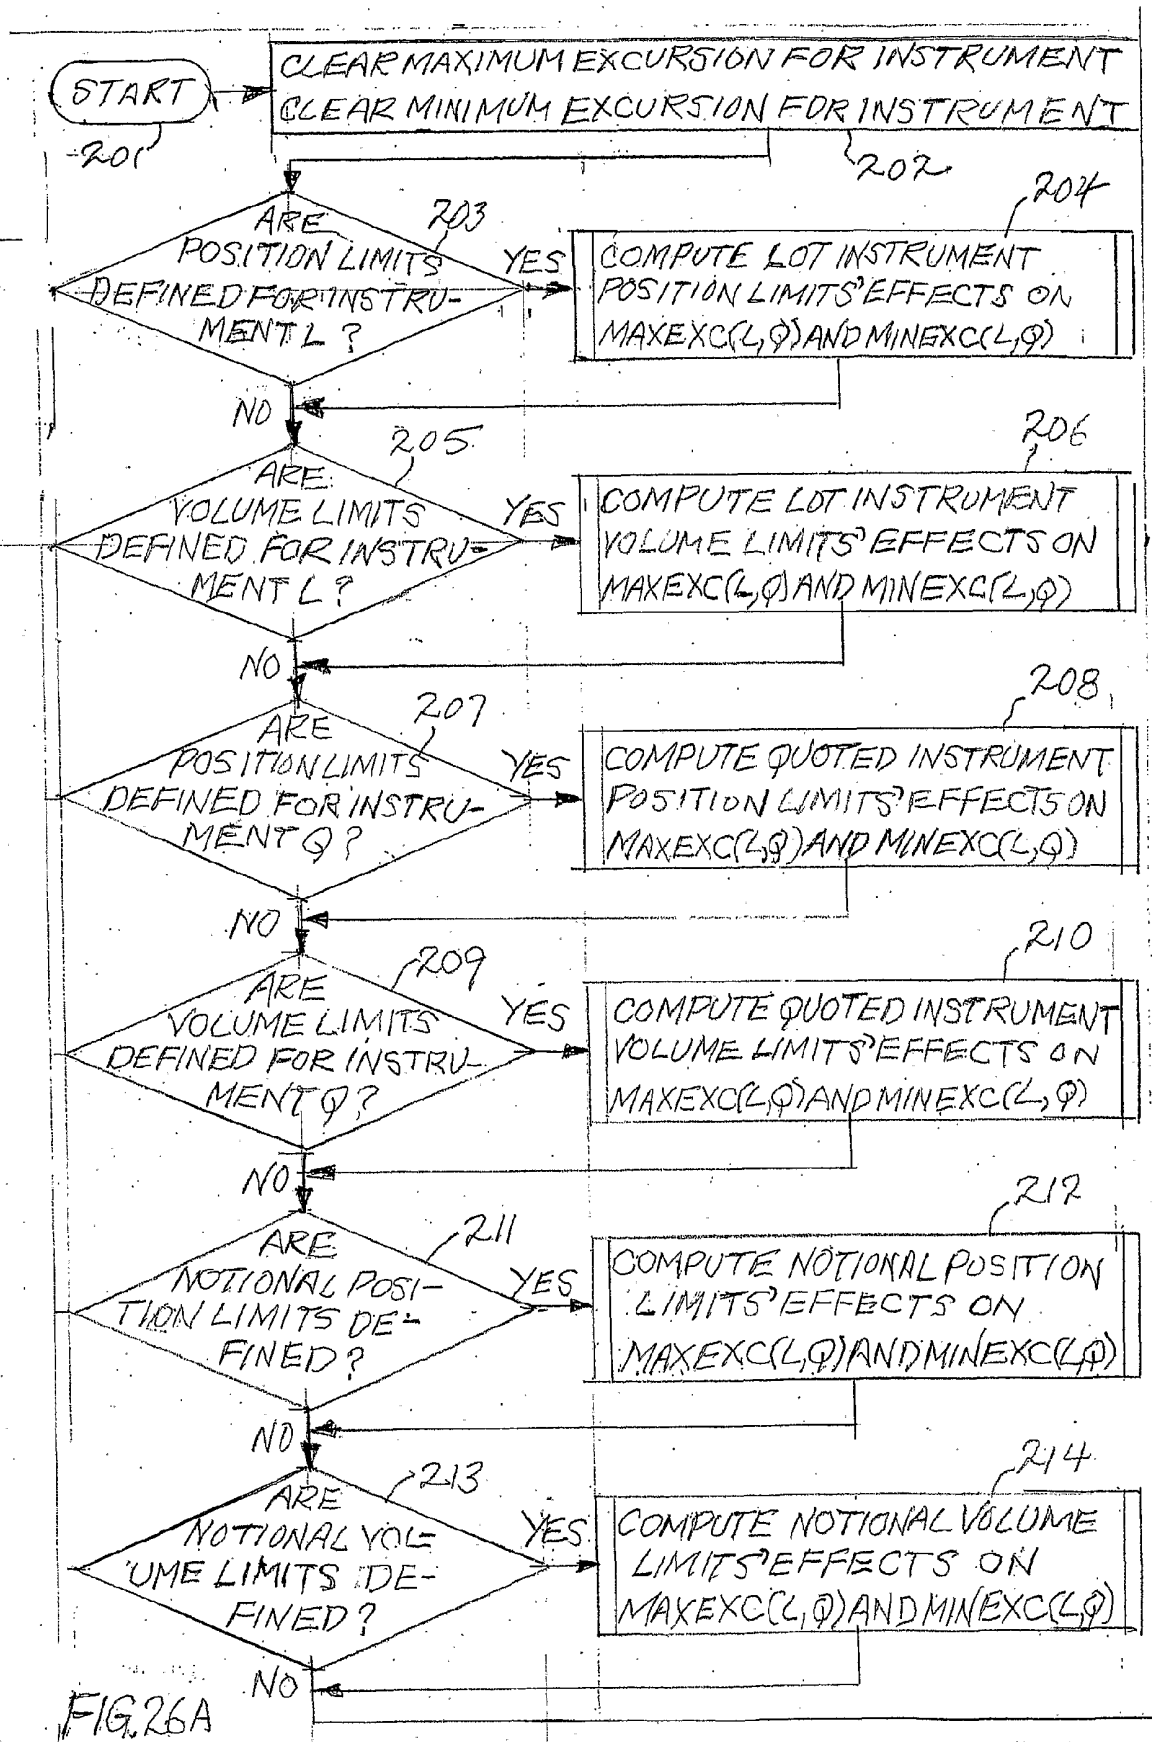 START
CLEAR MAXIMUM EXCURSION FOR INSTRUMENT
CLEAR MINIMUM EXCURSION FOR INSTRUMENT
201
202
203
204
ARE
POSITION LIMITS
DEFINED FOR INSTRU-
MENT L ?
YES
COMPUTE LOT INSTRUMENT
POSITION LIMITS' EFFECTS ON
MAXEXC(L,Q) AND MINEXC(L,Q)
NO
205
206
ARE
VOLUME LIMITS
DEFINED FOR INSTRU-
MENT L ?
YES
COMPUTE LOT INSTRUMENT
VOLUME LIMITS' EFFECTS ON
MAXEXC(L,Q) AND MINEXC(L,Q)
NO
207
208
ARE
POSITION LIMITS
DEFINED FOR INSTRU-
MENT Q ?
YES
COMPUTE QUOTED INSTRUMENT
POSITION LIMITS' EFFECTS ON
MAXEXC(L,Q) AND MINEXC(L,Q)
NO
209
210
ARE
VOLUME LIMITS
DEFINED FOR INSTRU-
MENT Q ?
YES
COMPUTE QUOTED INSTRUMENT
VOLUME LIMITS' EFFECTS ON
MAXEXC(L,Q) AND MINEXC(L,Q)
NO
211
212
ARE
NOTIONAL POSI-
TION LIMITS DE-
FINED ?
YES
COMPUTE NOTIONAL POSITION
LIMITS' EFFECTS ON
MAXEXC(L,Q) AND MINEXC(L,Q)
NO
213
214
ARE
NOTIONAL VOL-
UME LIMITS DE-
FINED ?
YES
COMPUTE NOTIONAL VOLUME
LIMITS' EFFECTS ON
MAXEXC(L,Q) AND MINEXC(L,Q)
NO
FIG. 26A